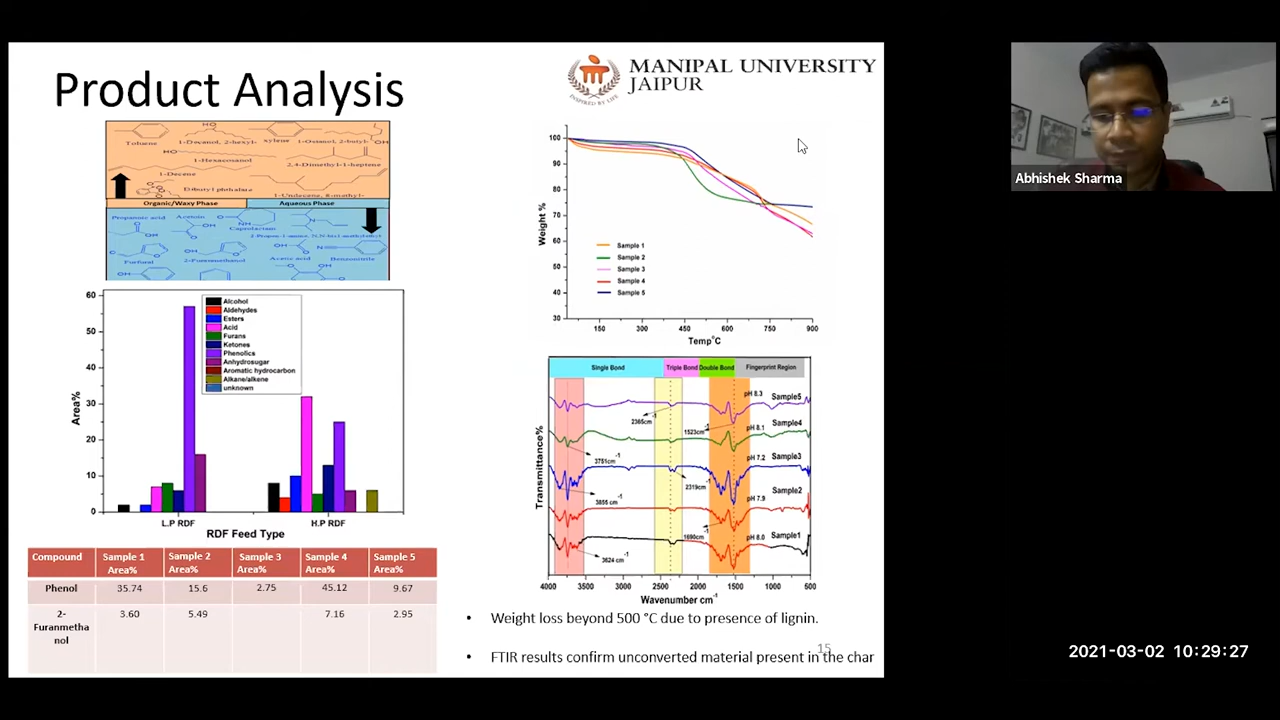 Product Analysis
MANIPAL UNIVERSITY
JAIPUR
INSPIRED BY LIFE
Toluene
1-Decanol, 2-hexyl-
xylene
1-Octanol, 2-butyl-
1-Hexacosanol
2,4-Dimethyl-1-heptene
1-Decene
Dibutyl phthalate
1-Undecene, 8-methyl-
Organic/Waxy Phase
Aqueous Phase
Propanoic acid
Acetoin
Caprolactam
Furfural
2-Furanmethanol
Acetic acid
Benzonitrile
60
50
40
30
20
10
0
Area%
Alcohol
Aldehydes
Esters
Acid
Furans
Ketones
Phenolics
Anhydrosugar
Aromatic hydrocarbon
Alkane/alkene
unknown
L.P RDF
H.P RDF
RDF Feed Type
Compound
Sample 1 Area%
Sample 2 Area%
Sample 3 Area%
Sample 4 Area%
Sample 5 Area%
Phenol 35.74 15.6 2.75 45.12 9.67
2-Furanmethanol 3.60 5.49 7.16 2.95
100
90
80
70
60
50
40
30
Weight %
Sample 1
Sample 2
Sample 3
Sample 4
Sample 5
150 300 450 600 750 900
Temp°C
Single Bond
Triple Bond
Double Bond
Fingerprint Region
Transmittance%
pH 8.3
Sample5
2365cm-1
1523cm-1
pH 8.1
Sample4
3751cm-1
pH 7.2
Sample3
2319cm-1
3855 cm-1
pH 7.9
Sample2
1690cm-1
pH 8.0
Sample1
3624 cm-1
4000 3500 3000 2500 2000 1500 1000 500
Wavenumber cm-1
• Weight loss beyond 500 °C due to presence of lignin.
• FTIR results confirm unconverted material present in the char
15
Abhishek Sharma
2021-03-02 10:29:27